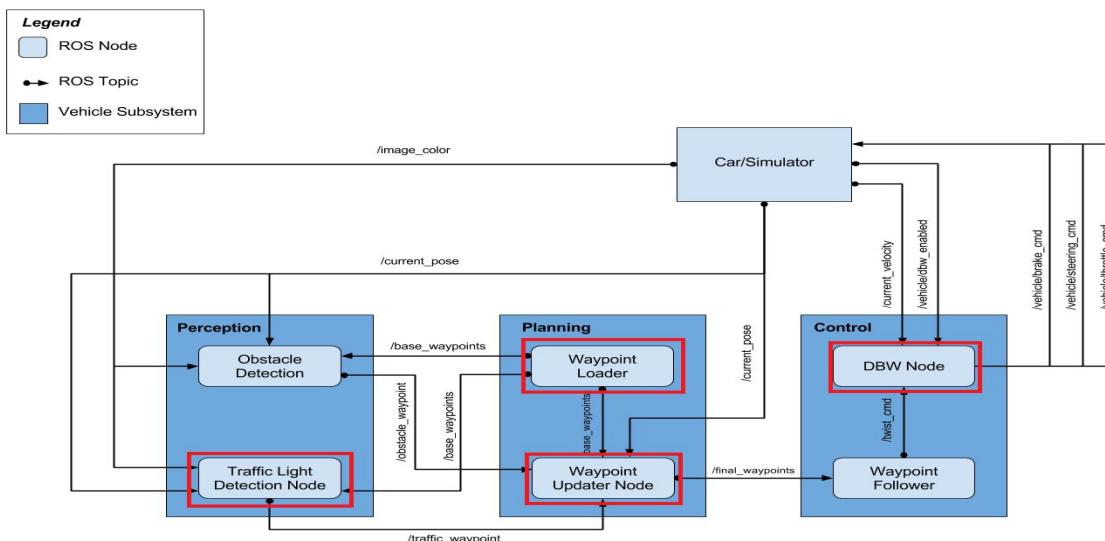 Legend
ROS Node
ROS Topic
Vehicle Subsystem
/image_color
Car/Simulator
/current_pose
/current_velocity
/vehicle/dbw_enabled
/vehicle/brake_cmd
/vehicle/steering_cmd
/vehicle/throttle_cmd
Perception
Obstacle
Detection
Traffic Light
Detection Node
/base_waypoints
/obstacle_waypoint
/base_waypoints
Planning
Waypoint
Loader
base_waypoints
Waypoint
Updater Node
/current_pose
/traffic_waypoint
/final_waypoints
Control
DBW Node
/twist_cmd
Waypoint
Follower